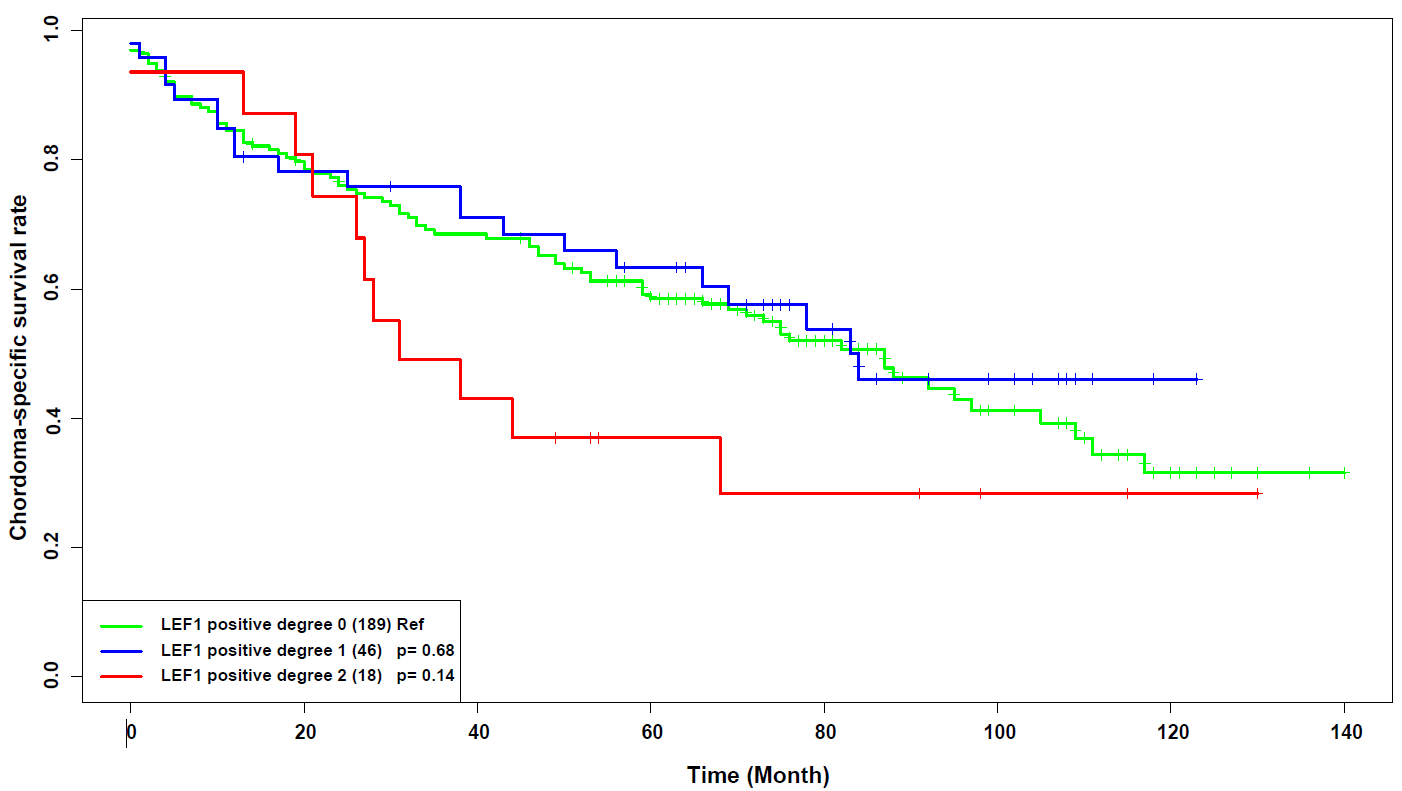 Chordoma-specific survival rate
1.0
0.8
0.6
0.4
0.2
0.0
LEF1 positive degree 0 (189) Ref
LEF1 positive degree 1 (46) p= 0.68
LEF1 positive degree 2 (18) p= 0.14
0 20 40 60 80 100 120 140
Time (Month)